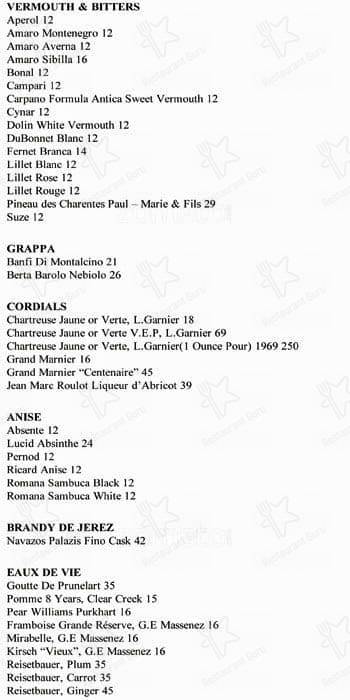 VERMOUTH & BITTERS
Aperol 12
Amaro Montenegro 12
Amaro Averna 12
Amaro Sibilla 16
Bonal 12
Campari 12
Carpano Formula Antica Sweet Vermouth 12
Cynar 12
Dolin White Vermouth 12
DuBonnet Blanc 12
Fernet Branca 14
Lillet Blanc 12
Lillet Rose 12
Lillet Rouge 12
Pineau des Charentes Paul – Marie & Fils 29
Suze 12
GRAPPA
Banfi Di Montalcino 21
Berta Barolo Nebiolo 26
CORDIALS
Chartreuse Jaune or Verte, L.Garnier 18
Chartreuse Jaune or Verte V.E.P, L.Garnier 69
Chartreuse Jaune or Verte, L.Garnier(1 Ounce Pour) 1969 250
Grand Marnier 16
Grand Marnier “Centenaire” 45
Jean Marc Roulot Liqueur d’Abricot 39
ANISE
Absente 12
Lucid Absinthe 24
Pernod 12
Ricard Anise 12
Romana Sambuca Black 12
Romana Sambuca White 12
BRANDY DE JEREZ
Navazos Palazis Fino Cask 42
EAUX DE VIE
Goutte De Prunelart 35
Pomme 8 Years, Clear Creek 15
Pear Williams Purkhart 16
Framboise Grande Réserve, G.E Massenez 16
Mirabelle, G.E Massenez 16
Kirsch “Vieux”, G.E Massenez 16
Reisetbauer, Plum 35
Reisetbauer, Carrot 35
Reisetbauer, Ginger 45